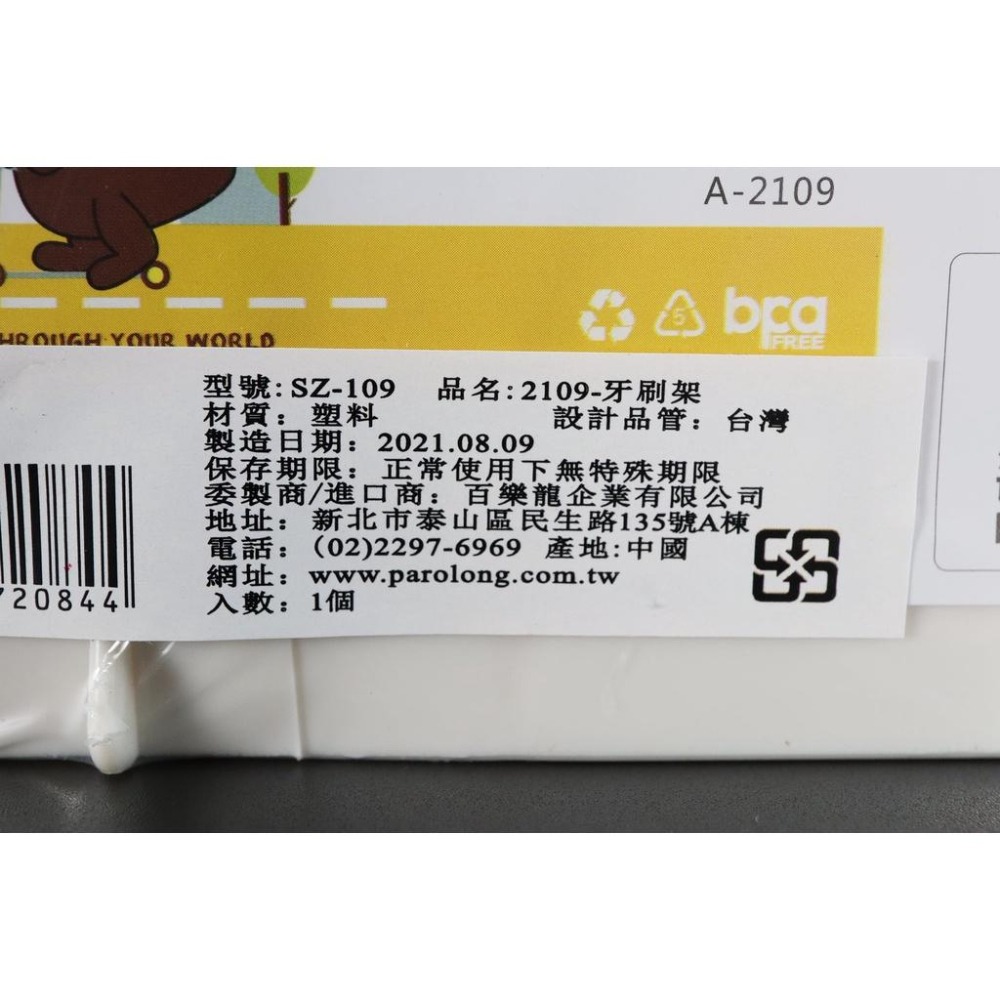 A-2109
5
bpa
FREE
THROUGH YOUR WORLD
型號:SZ-109 品名:2109-牙刷架
材質：塑料 設計品管：台灣
製造日期：2021.08.09
保存期限：正常使用下無特殊期限
委製商/進口商：百樂龍企業有限公司
地址：新北市泰山區民生路135號A棟
電話：(02)2297-6969 產地:中國
網址：www.parolong.com.tw
入數：1個
720844